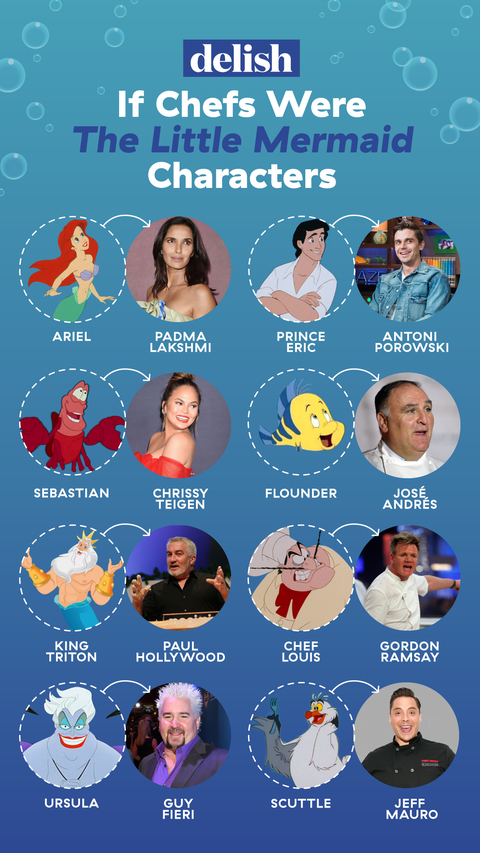 delish
If Chefs Were
The Little Mermaid
Characters
ARIEL
PADMA
LAKSHMI
PRINCE
ERIC
ANTONI
POROWSKI
SEBASTIAN
CHRISSY
TEIGEN
FLOUNDER
JOSÉ
ANDRÉS
KING
TRITON
PAUL
HOLLYWOOD
CHEF
LOUIS
GORDON
RAMSAY
URSULA
GUY
FIERI
SCUTTLE
JEFF
MAURO